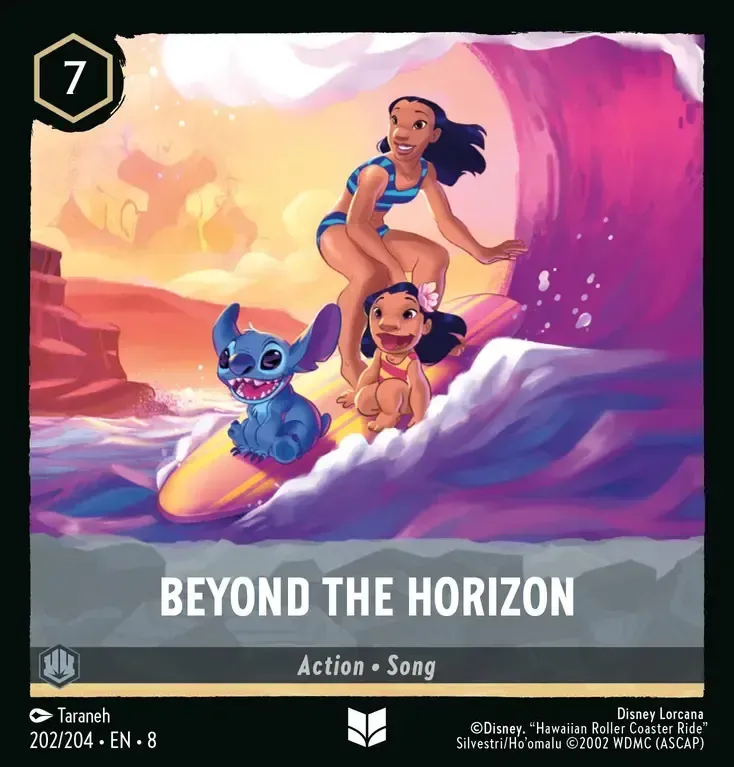 7
BEYOND THE HORIZON
Action • Song
Taraneh
202/204 • EN • 8
Disney Lorcana
©Disney. “Hawaiian Roller Coaster Ride”
Silvestri/Ho'omalu ©2002 WDMC (ASCAP)